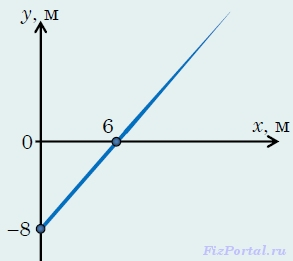 y, м
6
x, м
0
–8
FizPortal.ru